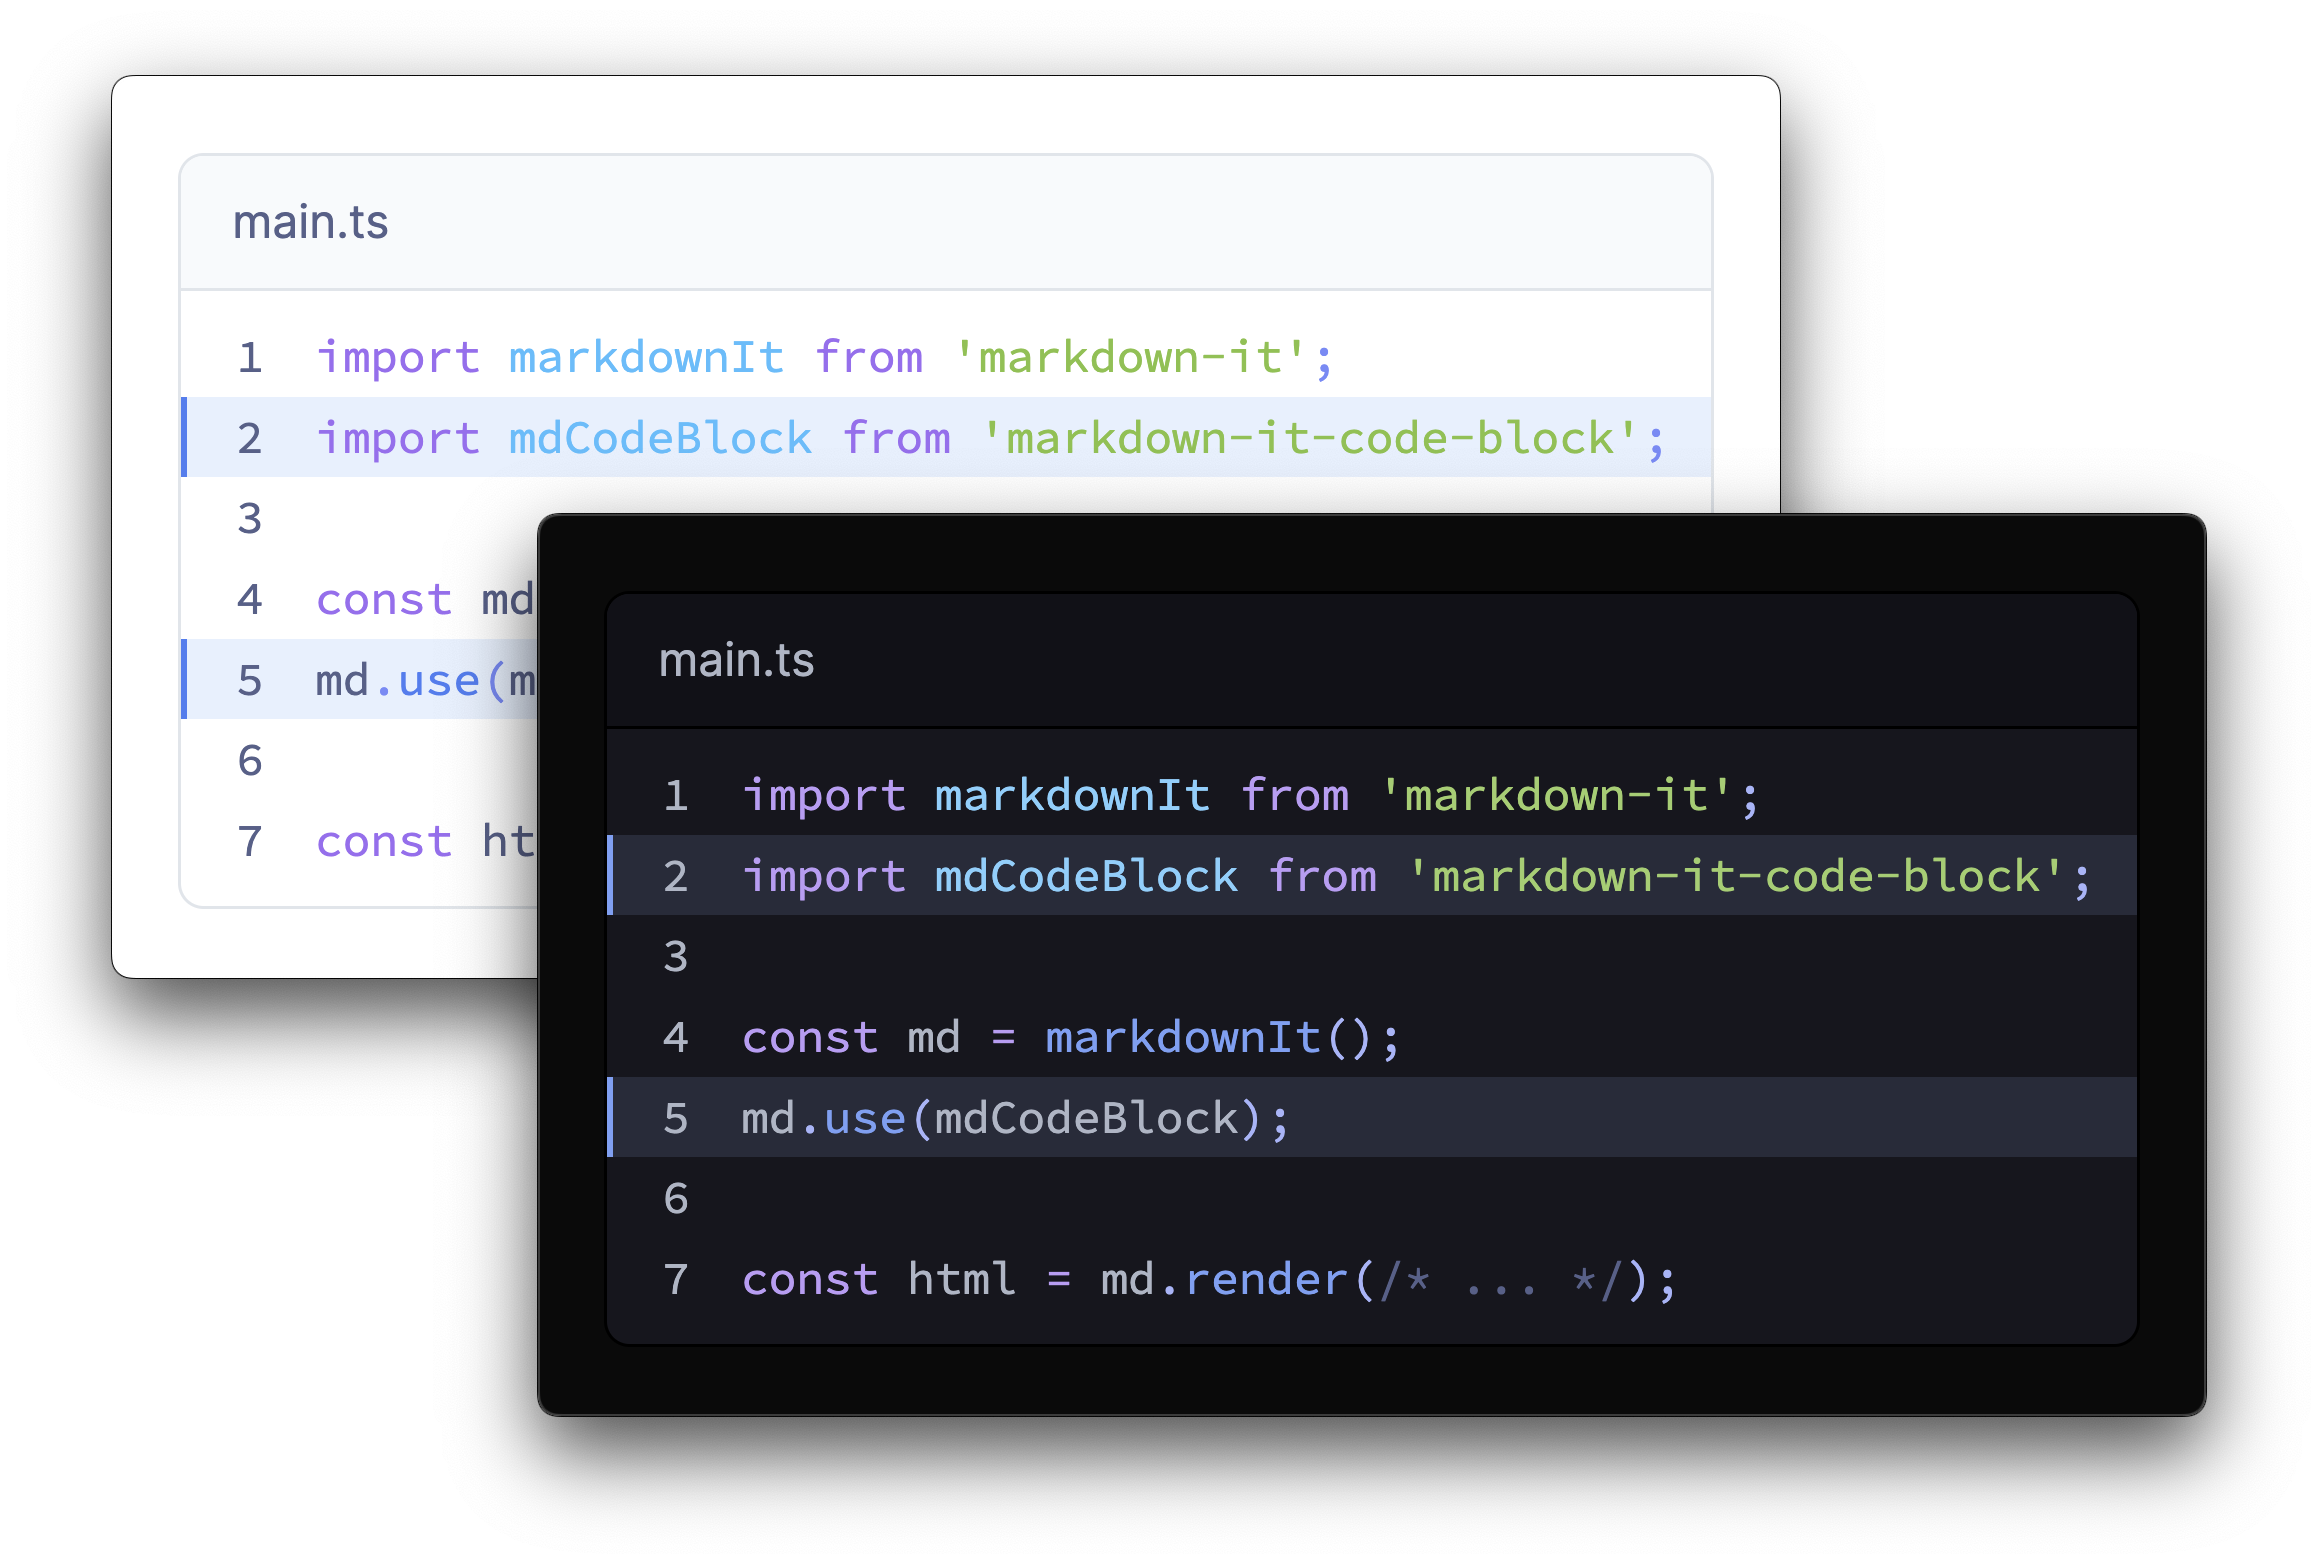 main.ts
1 import markdownIt from 'markdown-it';
2 import mdCodeBlock from 'markdown-it-code-block';
3
4 const md
5 md.use(m
6
7 const ht
main.ts
1 import markdownIt from 'markdown-it';
2 import mdCodeBlock from 'markdown-it-code-block';
3
4 const md = markdownIt();
5 md.use(mdCodeBlock);
6
7 const html = md.render(/* ... */);